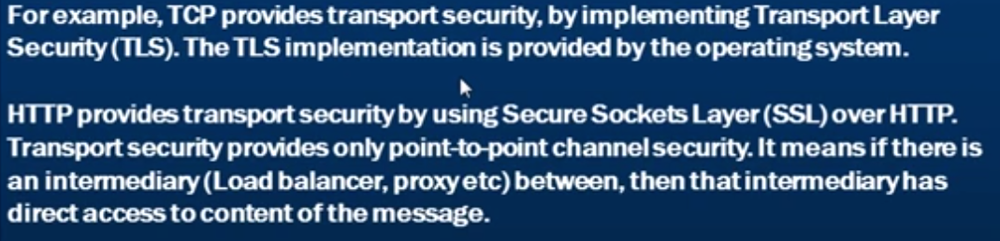 For example, TCP provides transport security, by implementing Transport Layer
Security (TLS). The TLS implementation is provided by the operating system.
HTTP provides transport security by using Secure Sockets Layer (SSL) over HTTP.
Transport security provides only point-to-point channel security. It means if there is
an intermediary (Load balancer, proxy etc) between, then that intermediary has
direct access to content of the message.